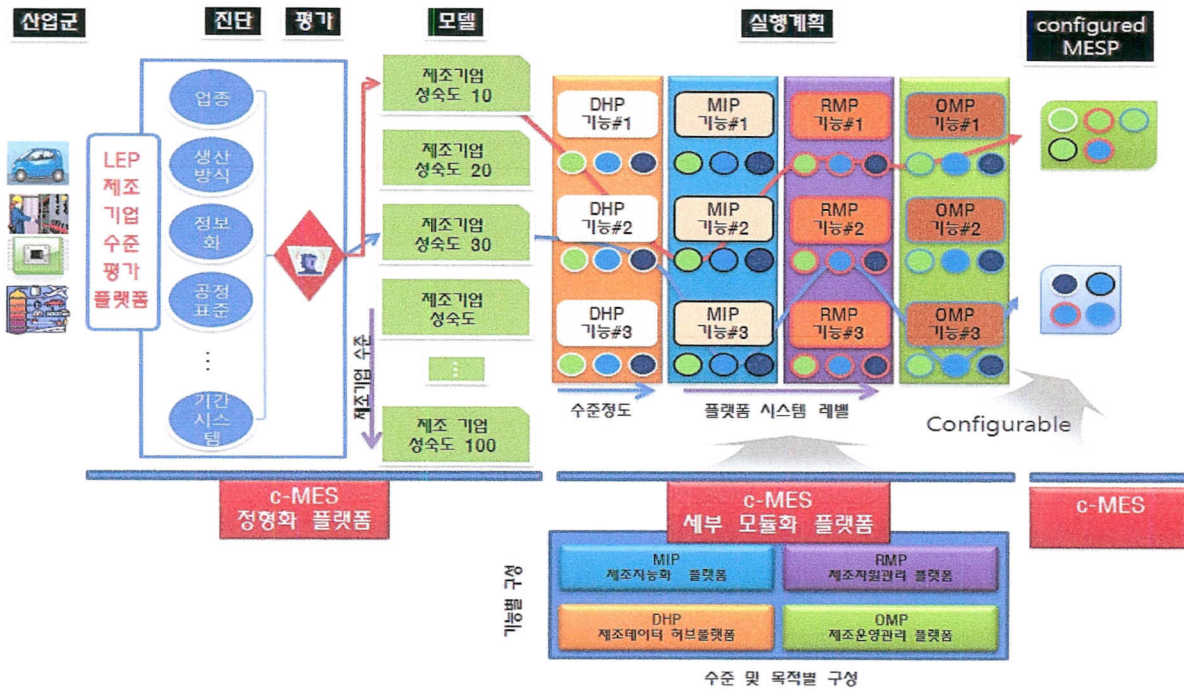 산업군
진단
평가
모델
실행계획
configured
MESP
LEP
제조
기업
수준
평가
플랫폼
업종
생산
방식
정보
화
공정
표준
⋮
기간
시스
템
제조기업
성숙도 10
제조기업
성숙도 20
제조기업
성숙도 30
제조기업
성숙도
⋮
제조 기업
성숙도 100
제조기업 수준
DHP
기능#1
MIP
기능#1
RMP
기능#1
OMP
기능#1
DHP
기능#2
MIP
기능#2
RMP
기능#2
OMP
기능#2
DHP
기능#3
MIP
기능#3
RMP
기능#3
OMP
기능#3
수준정도
플랫폼 시스템 레벨
Configurable
c-MES
정형화 플랫폼
c-MES
세부 모듈화 플랫폼
c-MES
기능별 구성
MIP
제조지능화 플랫폼
RMP
제조자원관리 플랫폼
DHP
제조데이터 허브플랫폼
OMP
제조운영관리 플랫폼
수준 및 목적별 구성